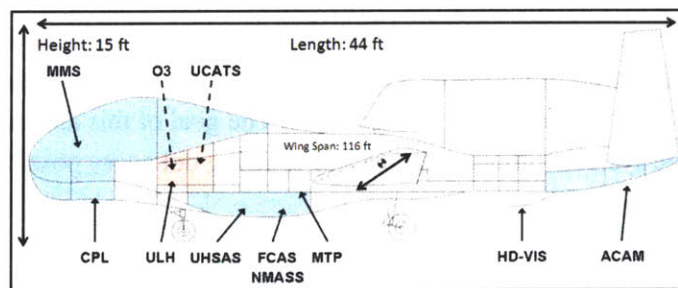 Height: 15 ft
Length: 44 ft
MMS
O3
UCATS
Wing Span: 116 ft
CPL
ULH
UHSAS
FCAS
NMASS
MTP
HD-VIS
ACAM